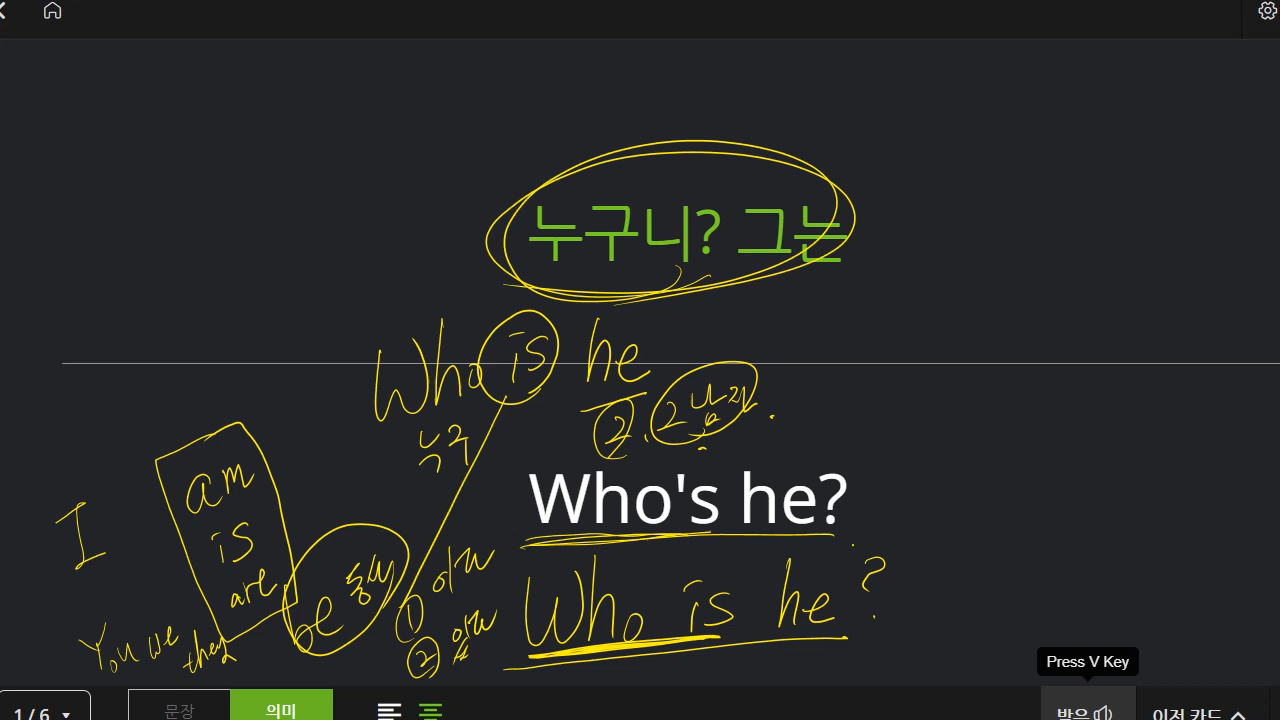 누구니? 그는
Who is he
누구
2. 2 남자.
am
I
is
are
be 동사
You we they
① 이다
② 있다
Who's he?
Who is he?
Press V Key
1 / 6
문장
의미
발음
이전 카드